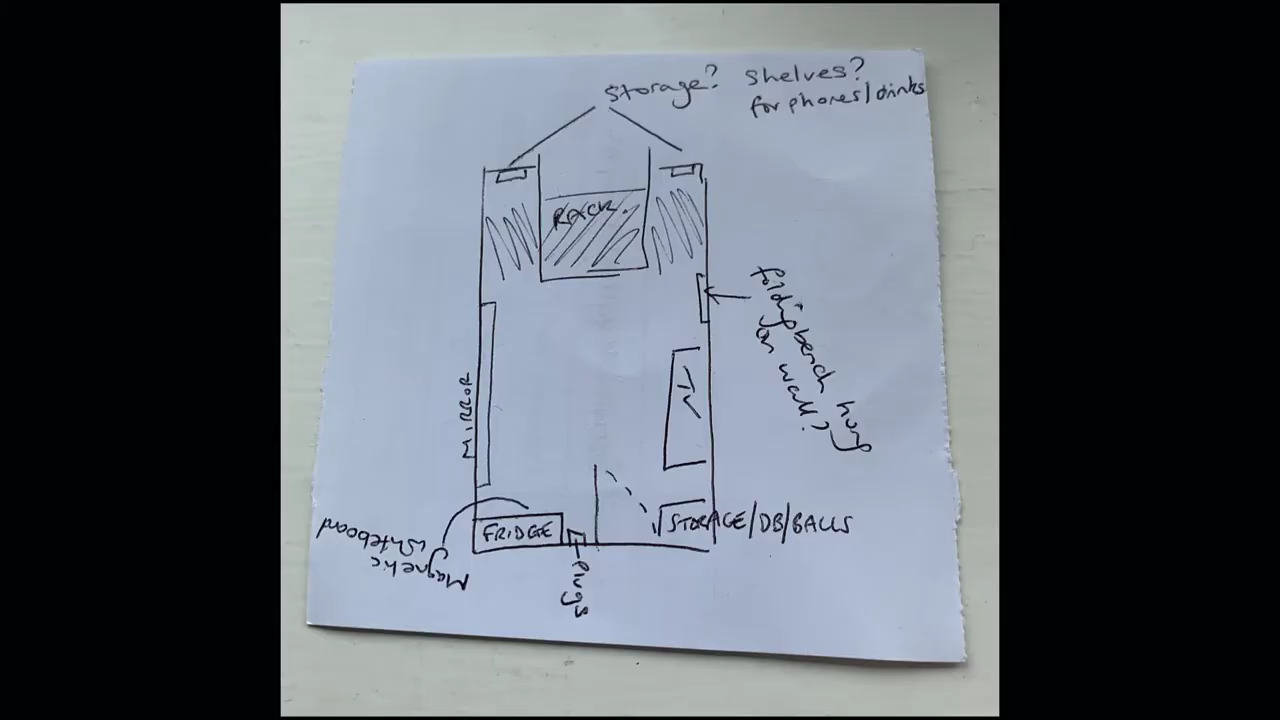 Storage? Shelves?
for phones/drinks
RACK
folding bench hung
on wall?
MIRROR
TV
FRIDGE
STORAGE/DB/BALLS
Magnetic
whiteboard
Plugs